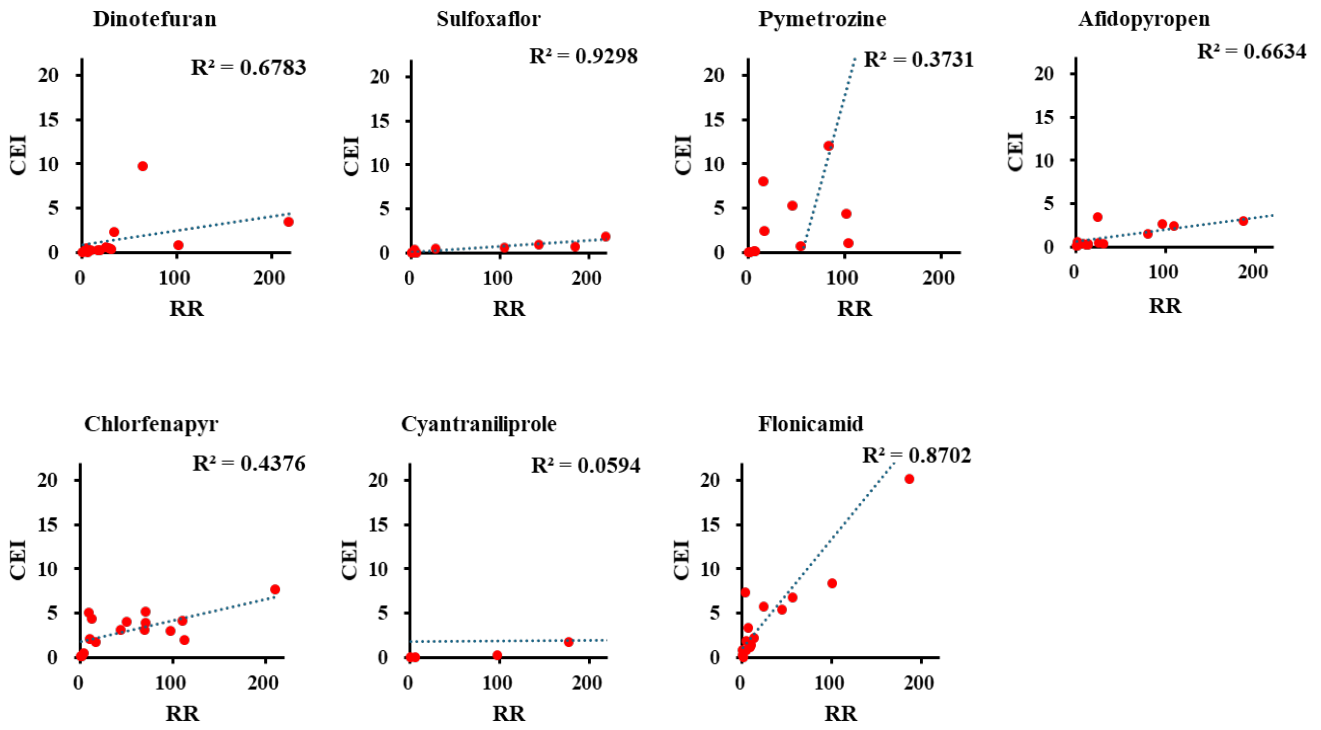 Dinotefuran
R² = 0.6783
20
15
10
5
0
CEI
0 100 200
RR
Sulfoxaflor
R² = 0.9298
20
15
10
5
0
CEI
0 100 200
RR
Pymetrozine
R² = 0.3731
20
15
10
5
0
CEI
0 100 200
RR
Afidopyropen
R² = 0.6634
20
15
10
5
0
CEI
0 100 200
RR
Chlorfenapyr
R² = 0.4376
20
15
10
5
0
CEI
0 100 200
RR
Cyantraniliprole
R² = 0.0594
20
15
10
5
0
CEI
0 100 200
RR
Flonicamid
R² = 0.8702
20
15
10
5
0
CEI
0 100 200
RR